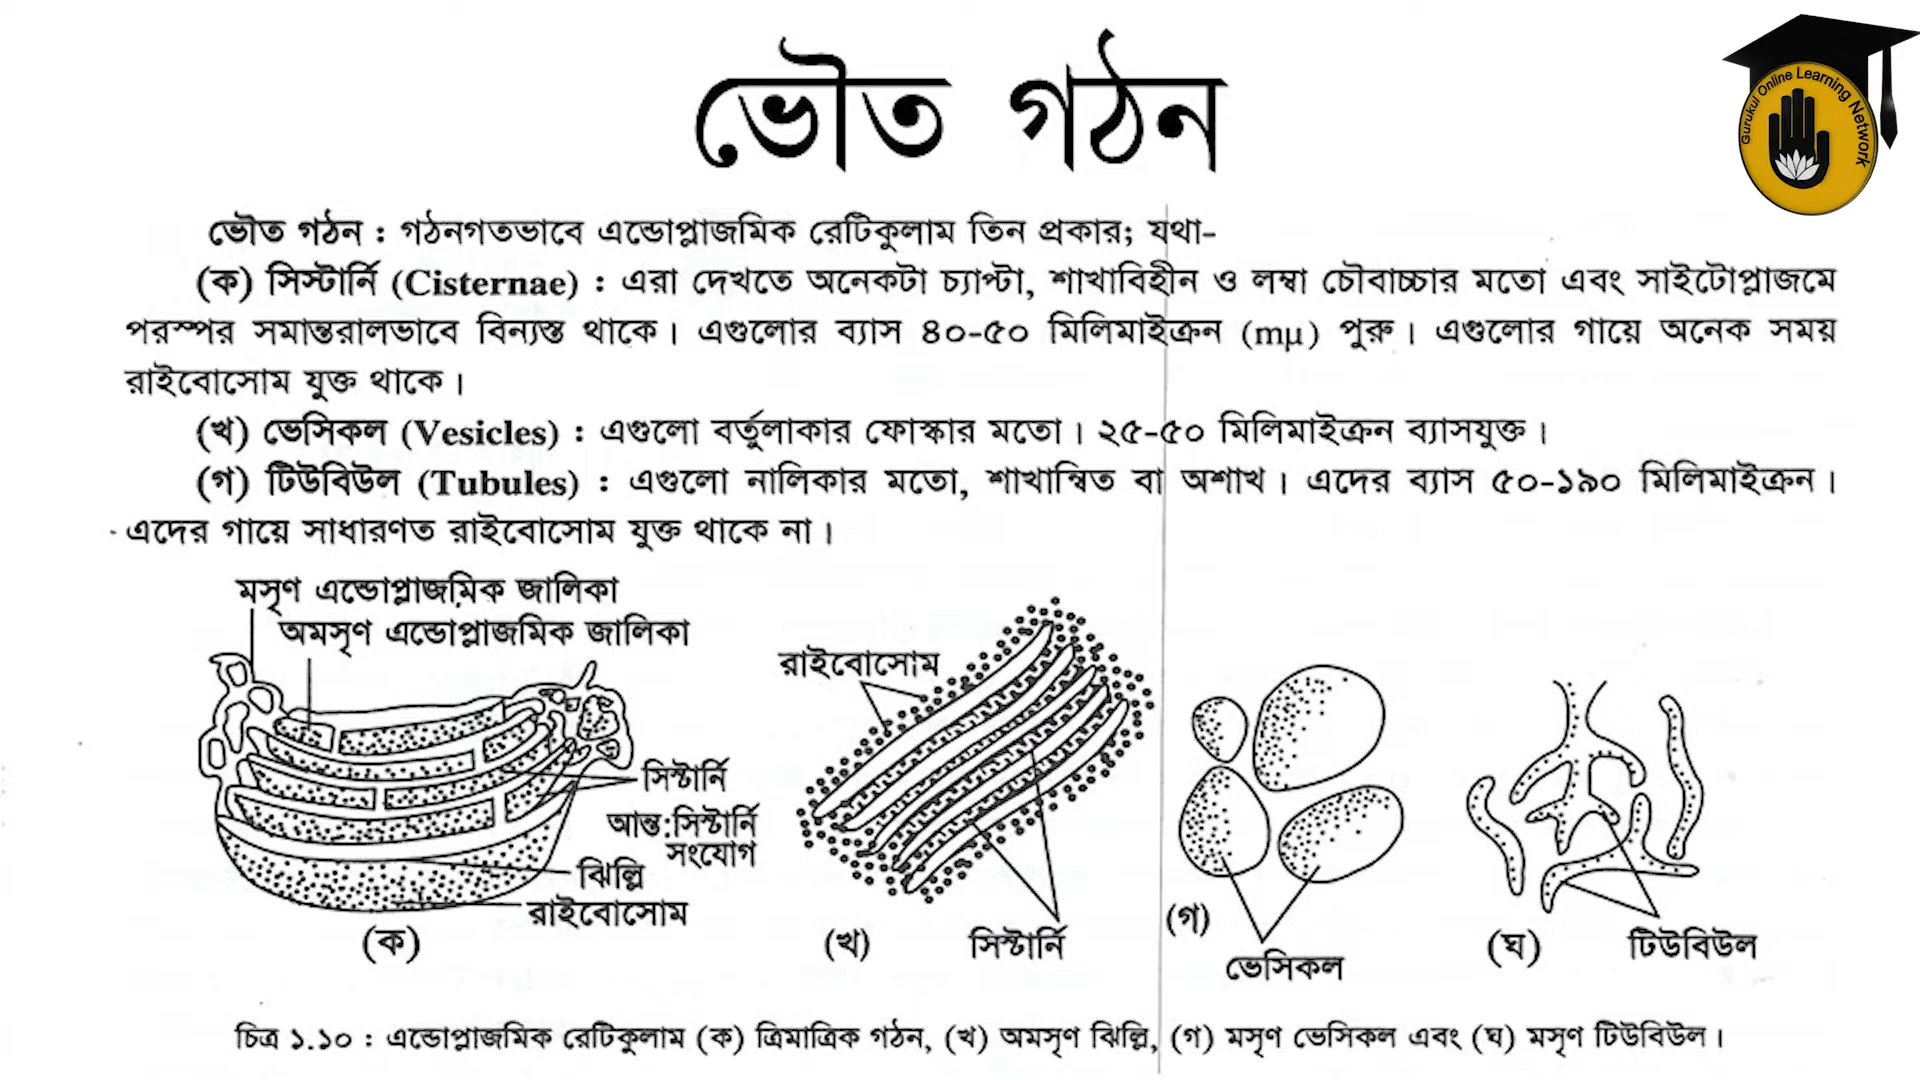 ভৌত গঠন
Gurukul Online Learning Network
ভৌত গঠন : গঠনগতভাবে এন্ডোপ্লাজমিক রেটিকুলাম তিন প্রকার; যথা-
(ক) সিস্টার্নি (Cisternae) : এরা দেখতে অনেকটা চ্যাপ্টা, শাখাবিহীন ও লম্বা চৌবাচ্চার মতো এবং সাইটোপ্লাজমে
পরস্পর সমান্তরালভাবে বিন্যস্ত থাকে। এগুলোর ব্যাস ৪০-৫০ মিলিমাইক্রন (mμ) পুরু। এগুলোর গায়ে অনেক সময়
রাইবোসোম যুক্ত থাকে।
(খ) ভেসিকল (Vesicles) : এগুলো বর্তুলাকার ফোস্কার মতো। ২৫-৫০ মিলিমাইক্রন ব্যাসযুক্ত।
(গ) টিউবিউল (Tubules) : এগুলো নালিকার মতো, শাখান্বিত বা অশাখ। এদের ব্যাস ৫০-১৯০ মিলিমাইক্রন।
এদের গায়ে সাধারণত রাইবোসোম যুক্ত থাকে না।
মসৃণ এন্ডোপ্লাজমিক জালিকা
অমসৃণ এন্ডোপ্লাজমিক জালিকা
সিস্টার্নি
আন্ত:সিস্টার্নি
সংযোগ
ঝিল্লি
রাইবোসোম
(ক)
রাইবোসোম
(খ)
সিস্টার্নি
(গ)
ভেসিকল
(ঘ)
টিউবিউল
চিত্র ১.১০ : এন্ডোপ্লাজমিক রেটিকুলাম (ক) ত্রিমাত্রিক গঠন, (খ) অমসৃণ ঝিল্লি, (গ) মসৃণ ভেসিকল এবং (ঘ) মসৃণ টিউবিউল।